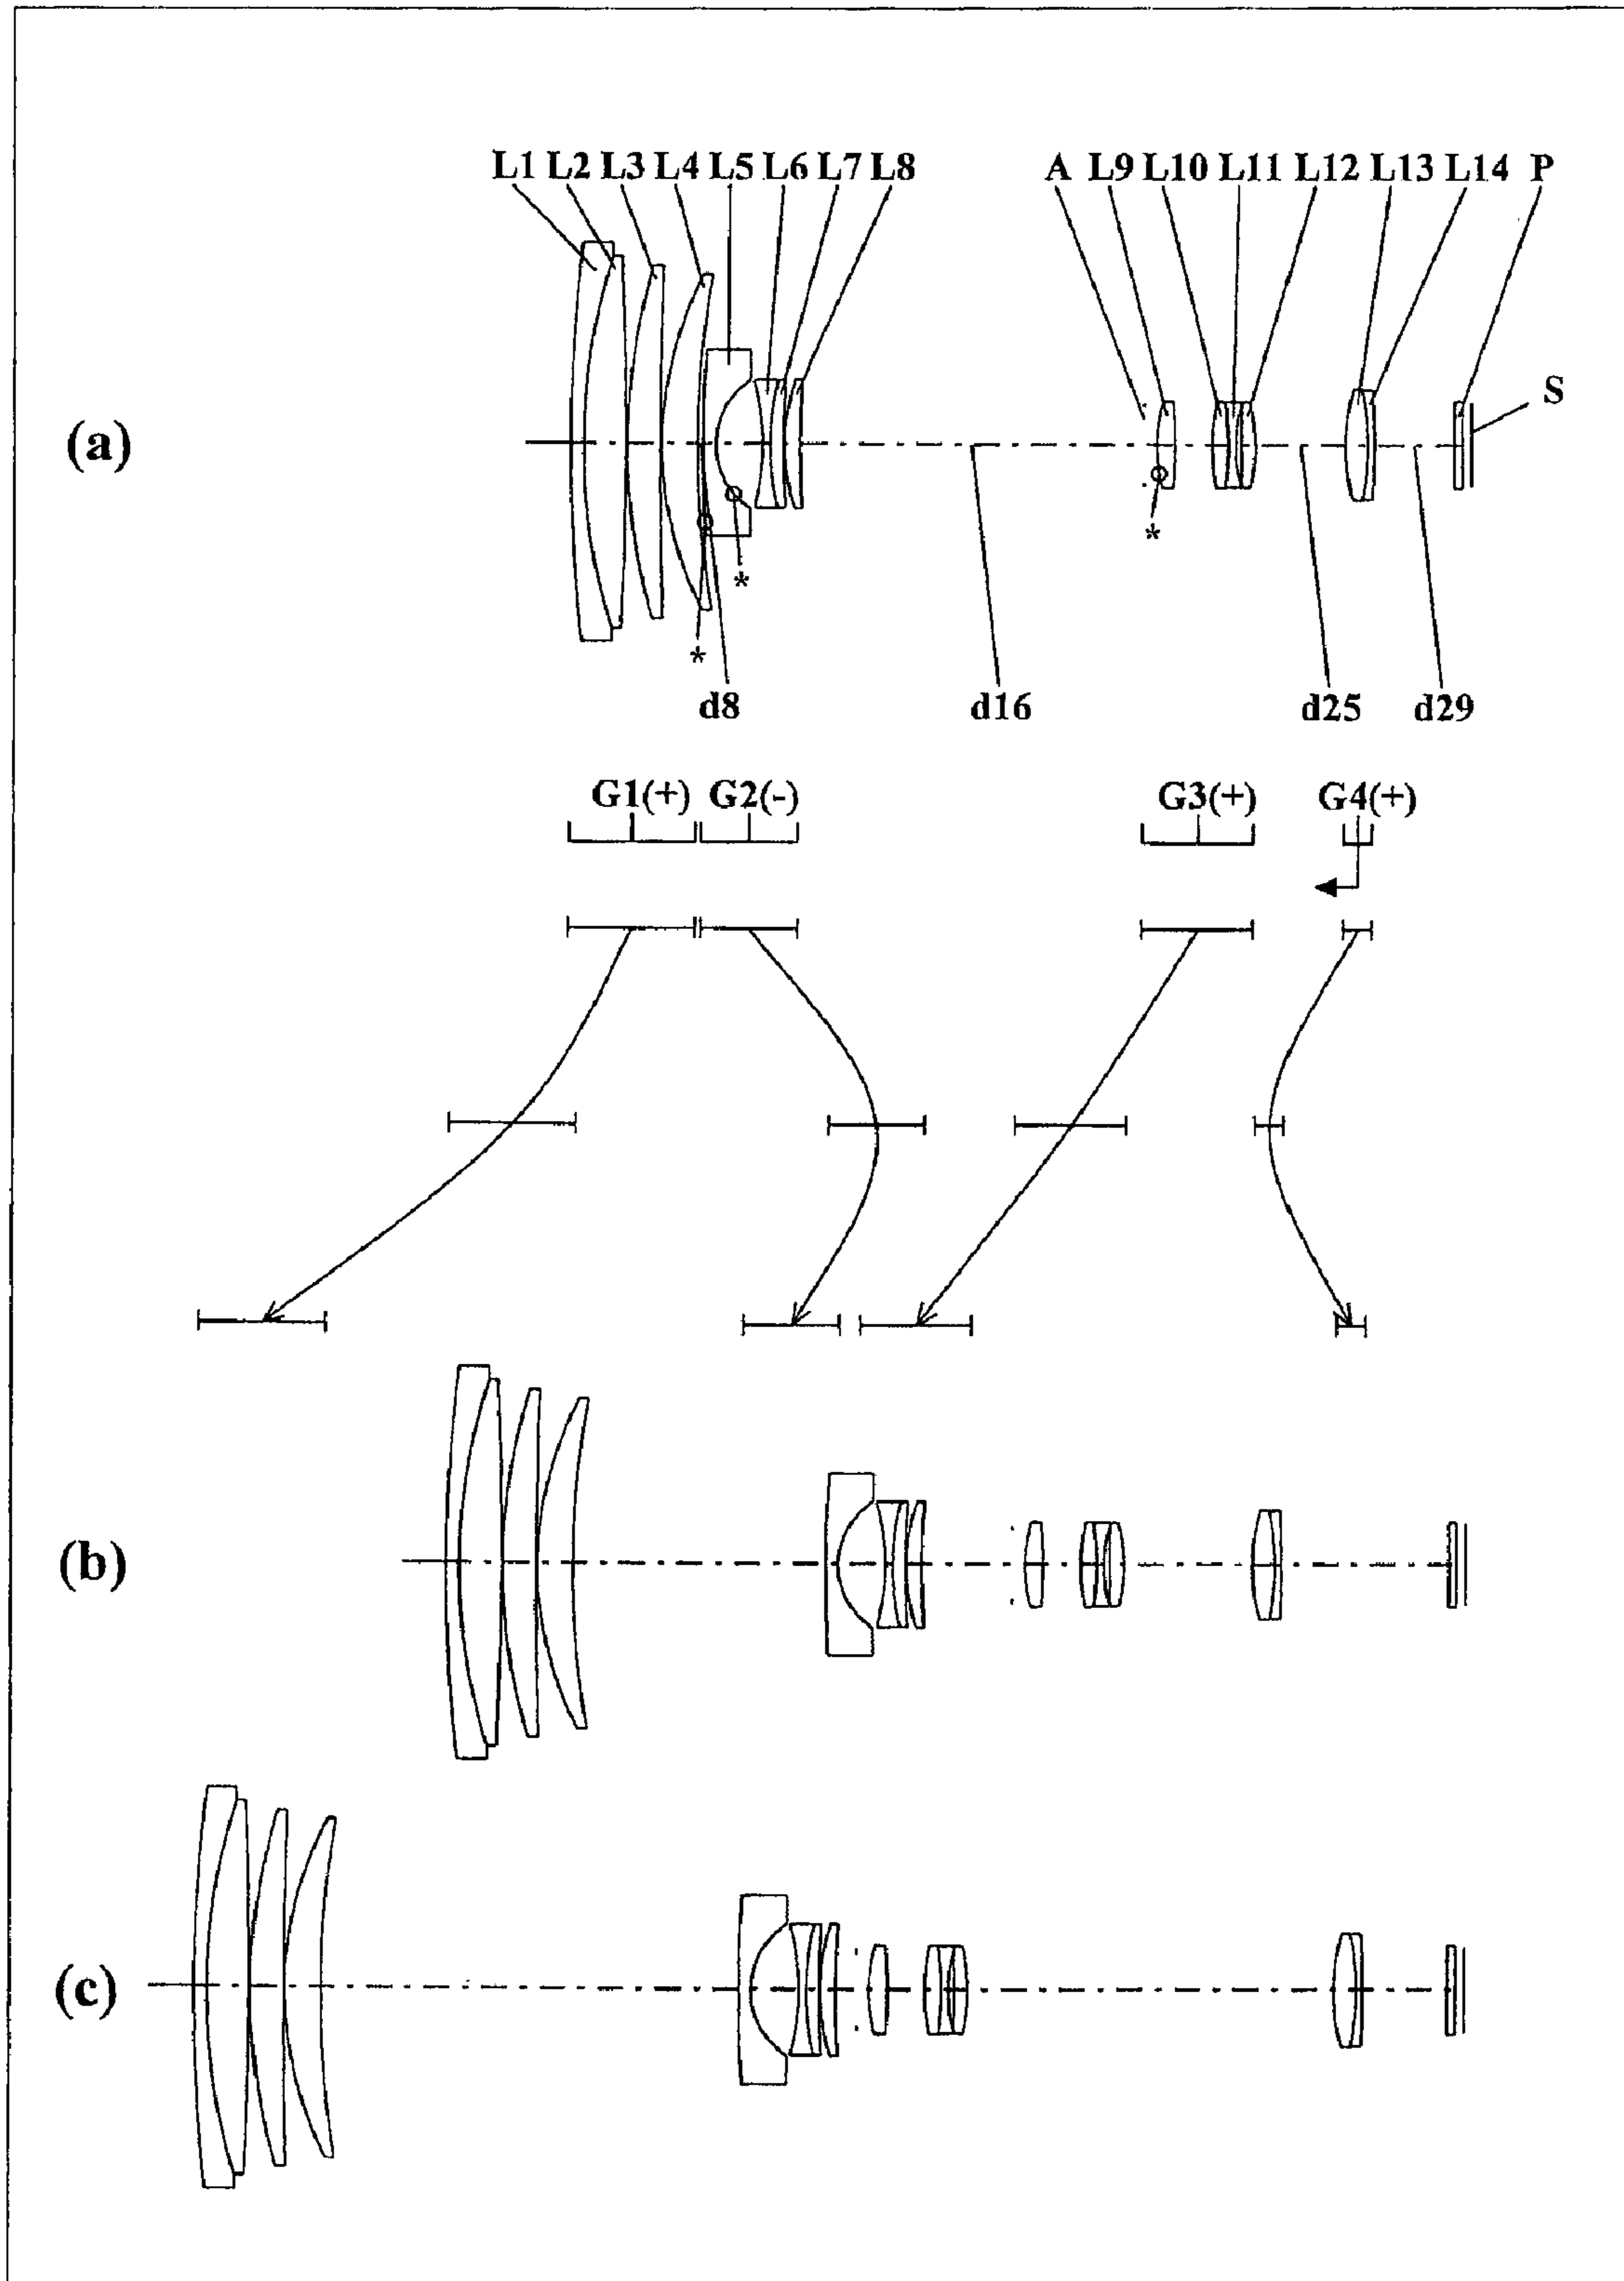 L1 L2 L3 L4 L5 L6 L7 L8 A L9 L10 L11 L12 L13 L14 P
S
(a)
*
*
*
d8 d16 d25 d29
G1(+) G2(-) G3(+) G4(+)
(b)
(c)